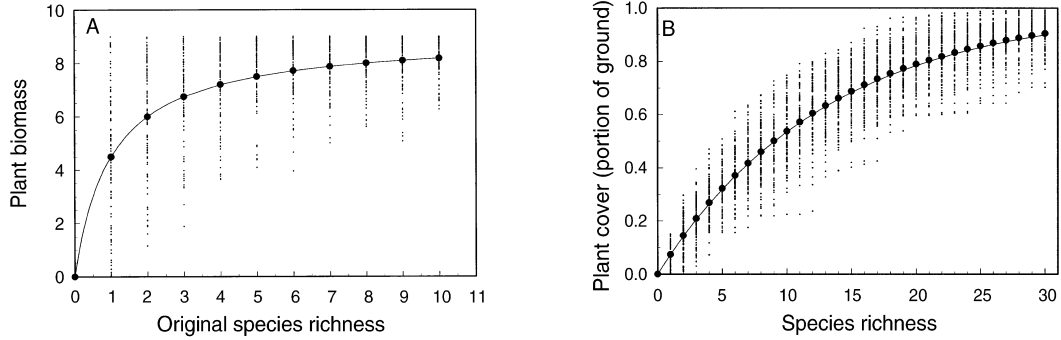 A
Plant biomass
10
8
6
4
2
0
0 1 2 3 4 5 6 7 8 9 10 11
Original species richness
B
Plant cover (portion of ground)
1.0
0.8
0.6
0.4
0.2
0.0
0 5 10 15 20 25 30
Species richness